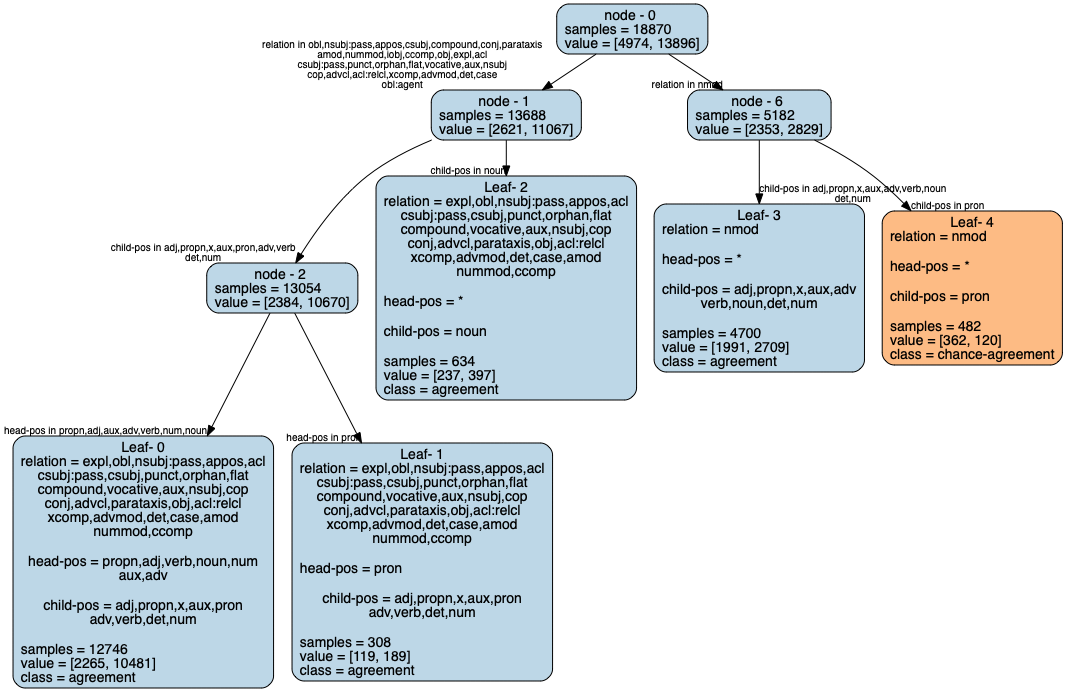 node - 0
samples = 18870
value = [4974, 13896]
relation in obl,nsubj:pass,appos,csubj,compound,conj,parataxis
amod,nummod,iobj,ccomp,obj,expl,acl
csubj:pass,punct,orphan,flat,vocative,aux,nsubj
cop,advcl,acl:relcl,xcomp,advmod,det,case
obl:agent
relation in nmod
node - 1
samples = 13688
value = [2621, 11067]
node - 6
samples = 5182
value = [2353, 2829]
child-pos in adj,propn,x,aux,pron,adv,verb
det,num
child-pos in noun
child-pos in adj,propn,x,aux,adv,verb,noun
det,num
child-pos in pron
node - 2
samples = 13054
value = [2384, 10670]
Leaf- 2
relation = expl,obl,nsubj:pass,appos,acl
csubj:pass,csubj,punct,orphan,flat
compound,vocative,aux,nsubj,cop
conj,advcl,parataxis,obj,acl:relcl
xcomp,advmod,det,case,amod
nummod,ccomp
head-pos = *
child-pos = noun
samples = 634
value = [237, 397]
class = agreement
Leaf- 3
relation = nmod
head-pos = *
child-pos = adj,propn,x,aux,adv
verb,noun,det,num
samples = 4700
value = [1991, 2709]
class = agreement
Leaf- 4
relation = nmod
head-pos = *
child-pos = pron
samples = 482
value = [362, 120]
class = chance-agreement
head-pos in propn,adj,aux,adv,verb,num,noun
head-pos in pron
Leaf- 0
relation = expl,obl,nsubj:pass,appos,acl
csubj:pass,csubj,punct,orphan,flat
compound,vocative,aux,nsubj,cop
conj,advcl,parataxis,obj,acl:relcl
xcomp,advmod,det,case,amod
nummod,ccomp
head-pos = propn,adj,verb,noun,num
aux,adv
child-pos = adj,propn,x,aux,pron
adv,verb,det,num
samples = 12746
value = [2265, 10481]
class = agreement
Leaf- 1
relation = expl,obl,nsubj:pass,appos,acl
csubj:pass,csubj,punct,orphan,flat
compound,vocative,aux,nsubj,cop
conj,advcl,parataxis,obj,acl:relcl
xcomp,advmod,det,case,amod
nummod,ccomp
head-pos = pron
child-pos = adj,propn,x,aux,pron
adv,verb,det,num
samples = 308
value = [119, 189]
class = agreement